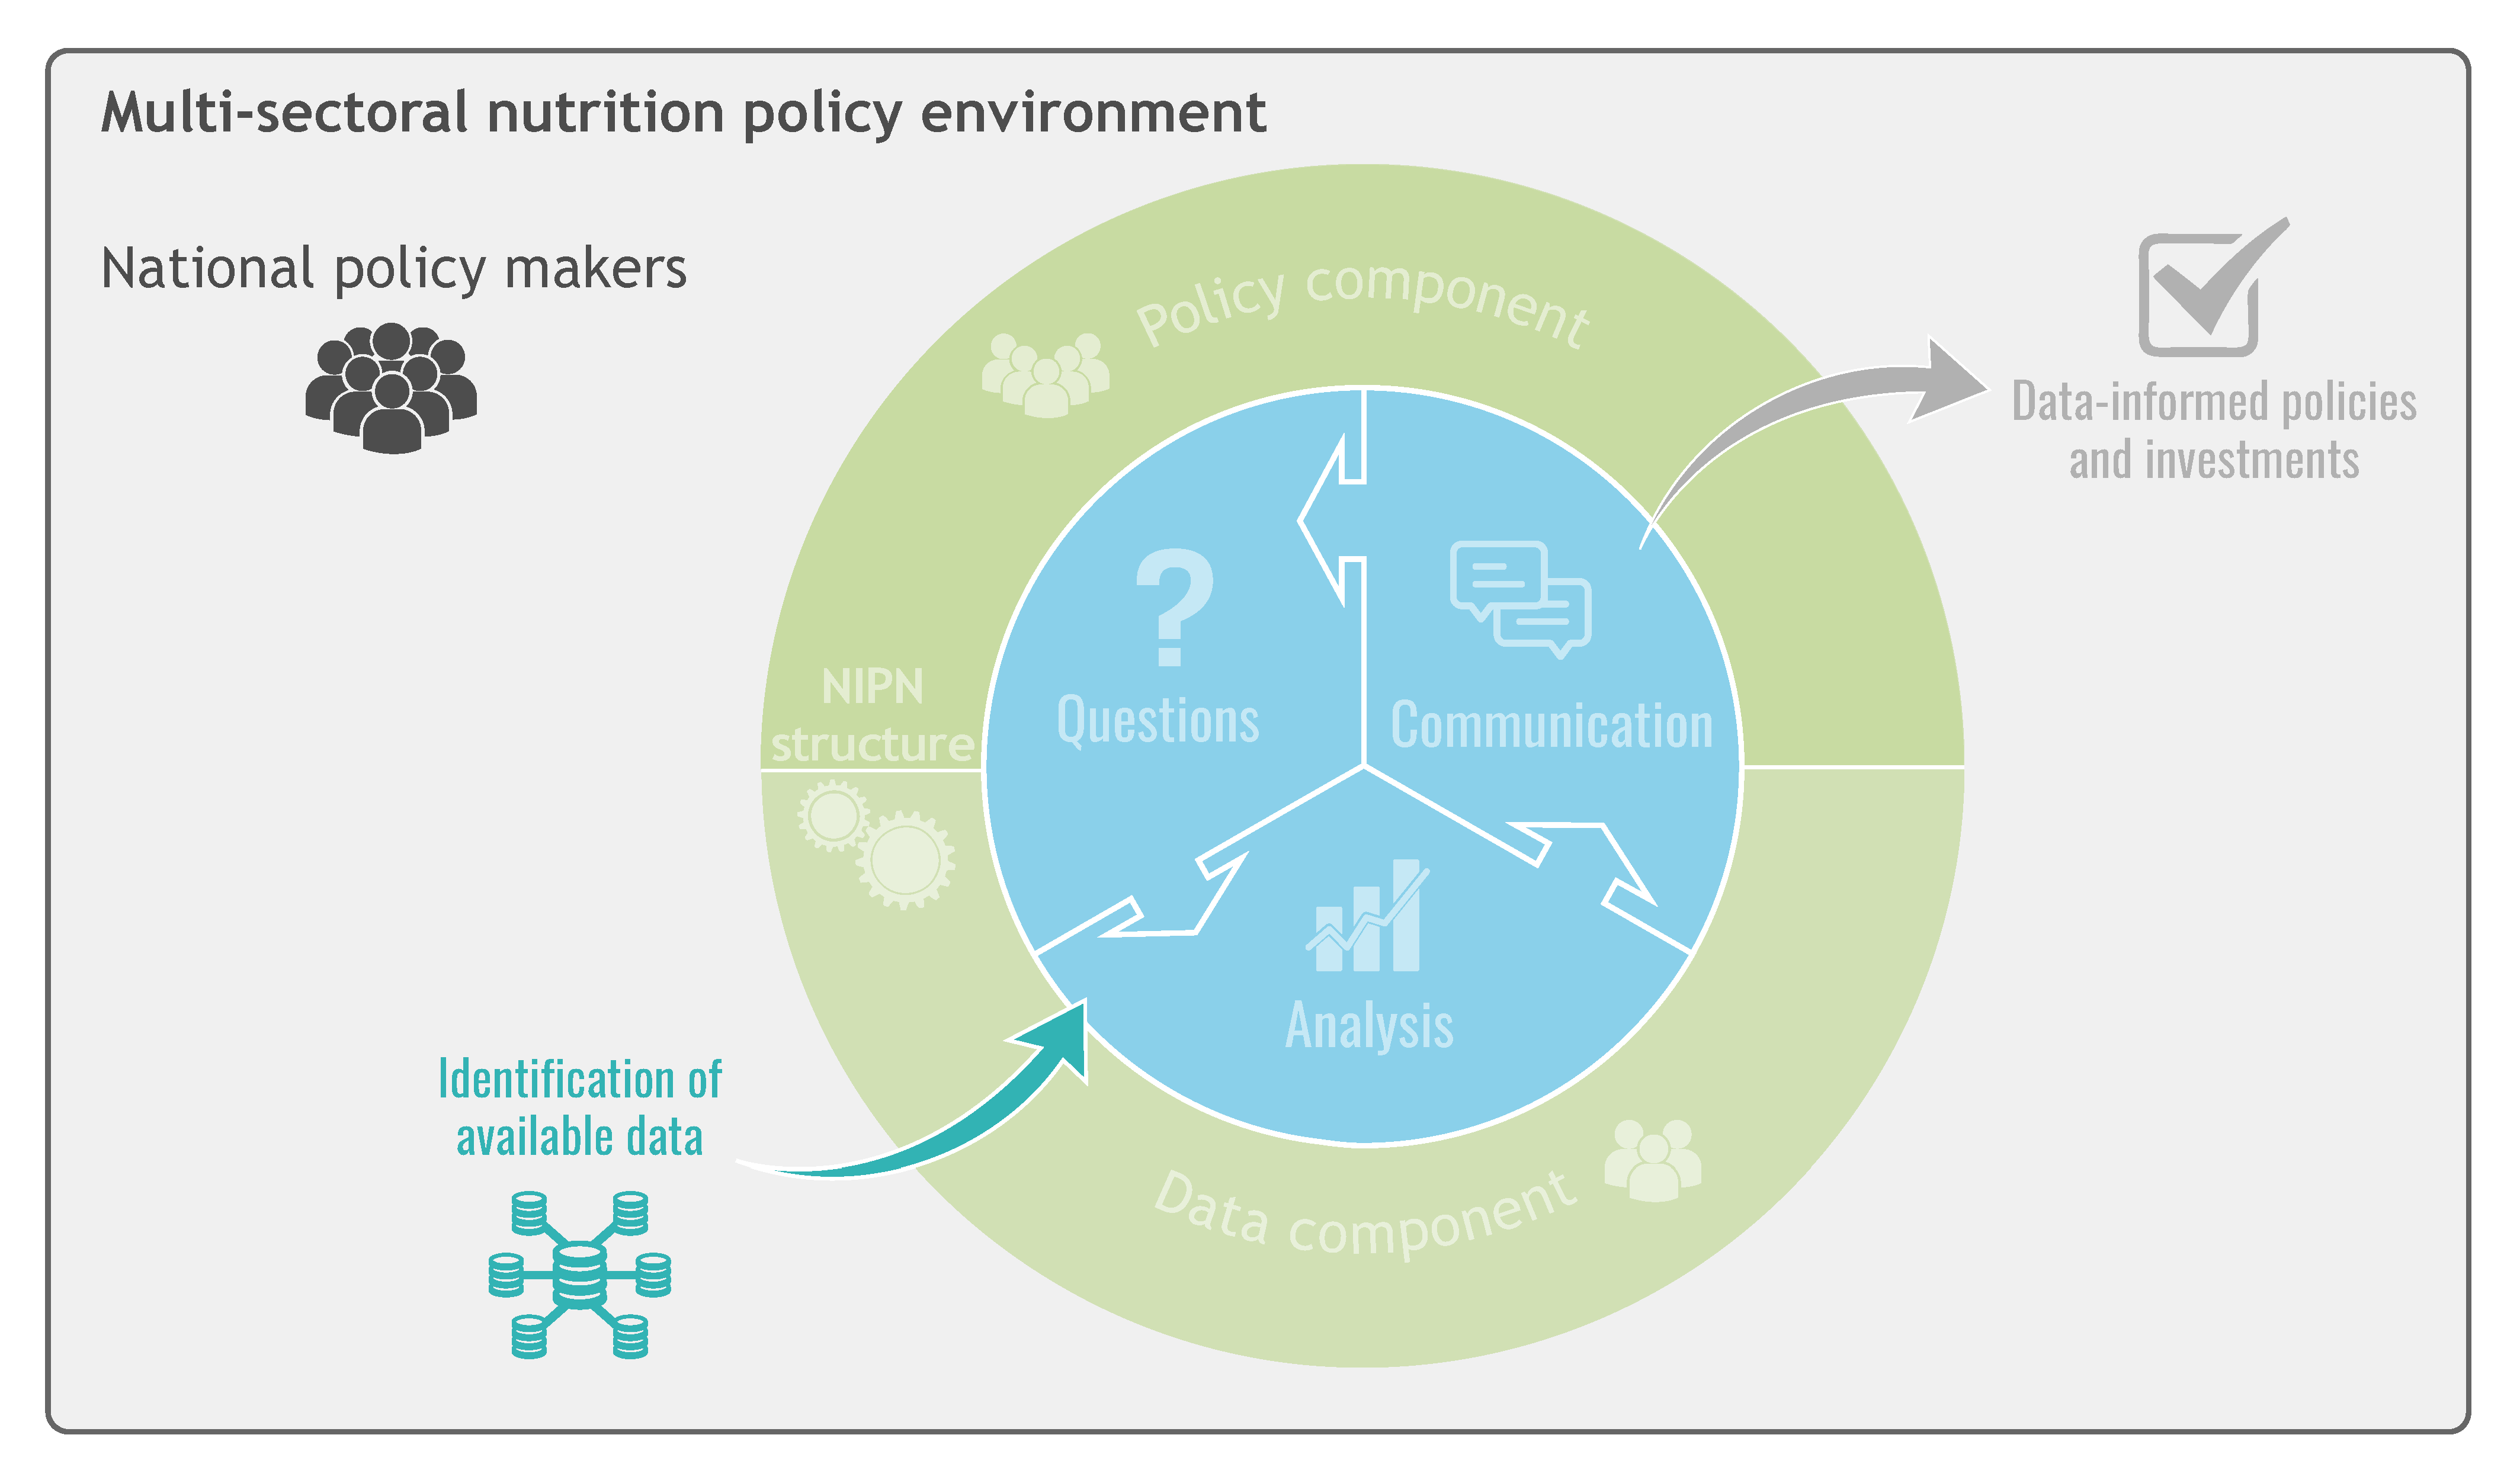 Multi-sectoral nutrition policy environment
National policy makers
Policy component
Data-informed policies
and investments
NIPN
structure
Questions
Communication
Analysis
Identification of
available data
Data component